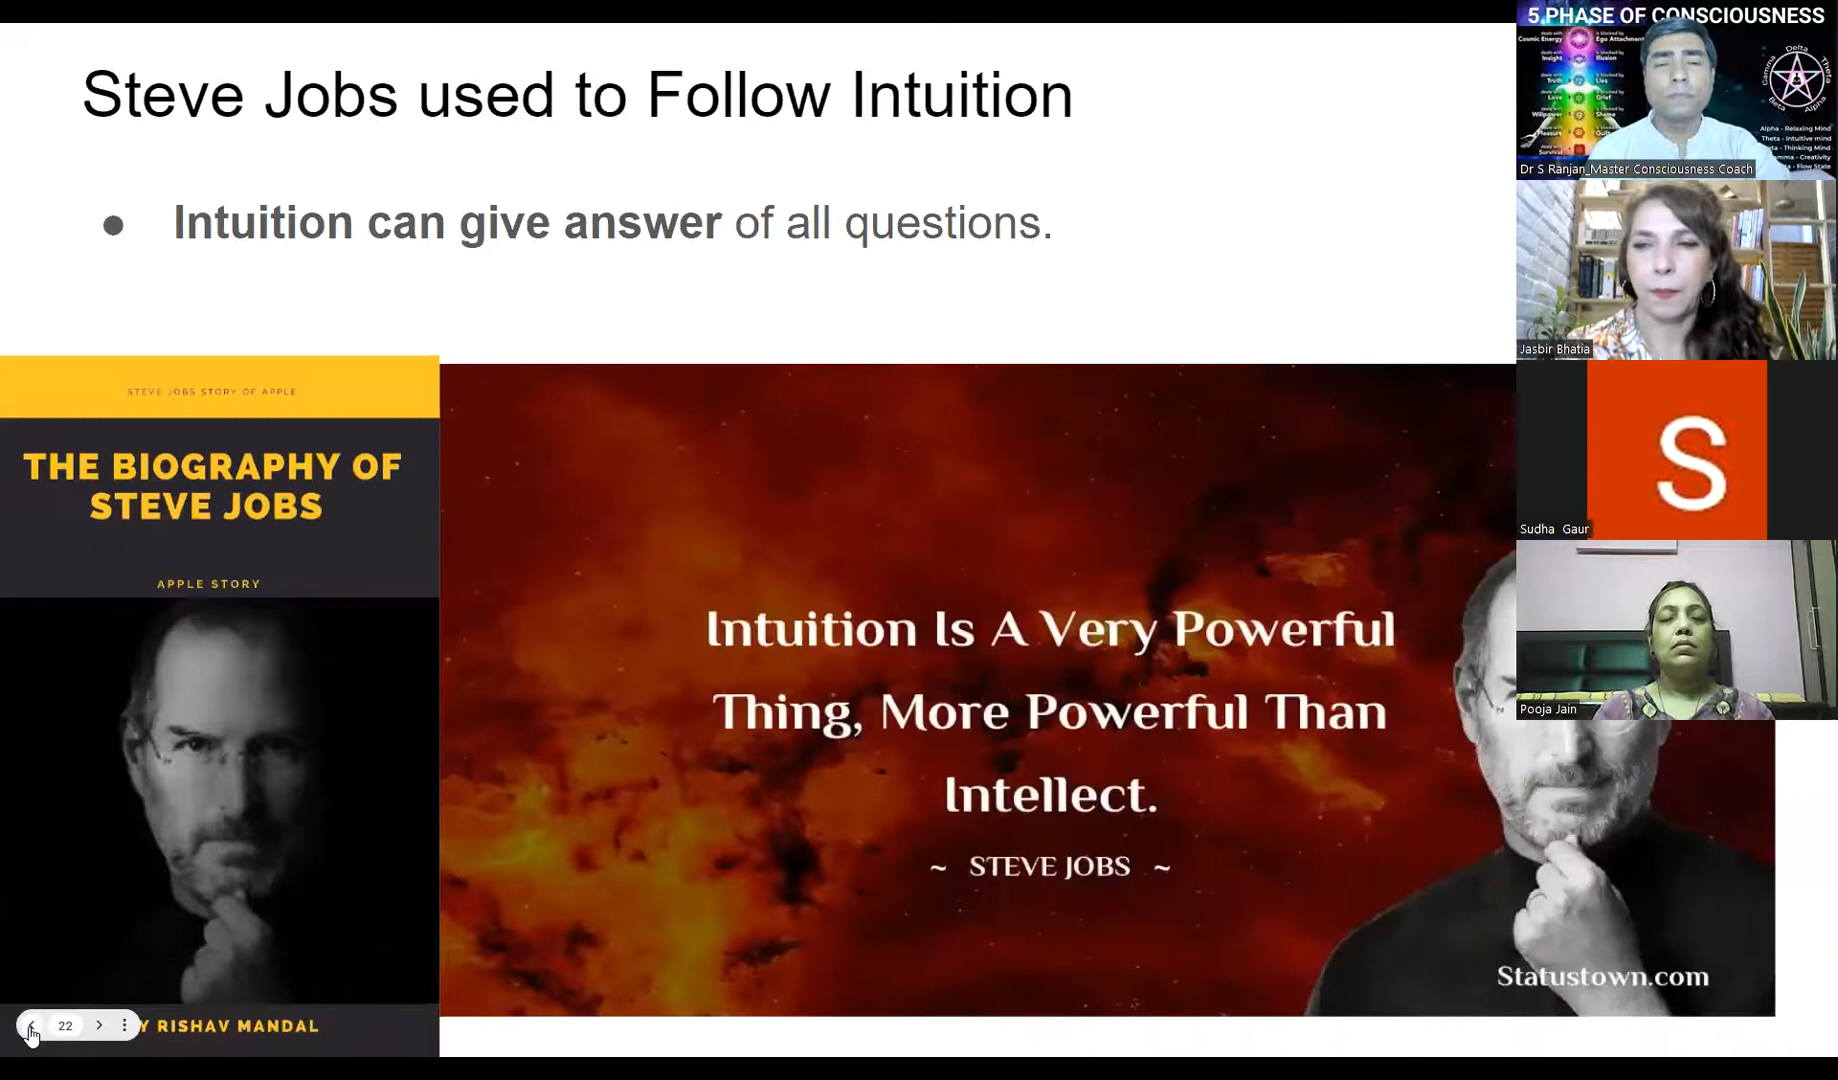 Steve Jobs used to Follow Intuition
● Intuition can give answer of all questions.
STEVE JOBS STORY OF APPLE
THE BIOGRAPHY OF
STEVE JOBS
APPLE STORY
Y RISHAV MANDAL
22
Intuition Is A Very Powerful
Thing, More Powerful Than
Intellect.
~ STEVE JOBS ~
Statustown.com
5 PHASE OF CONSCIOUSNESS
Cosmic Energy
Ego Attachment
Insight
Illusion
Truth
Lies
Love
Grief
Willpower
Shame
Pleasure
Guilt
Survival
Delta
Gamma
Theta
Beta
Alpha
Alpha - Relaxing Mind
Theta - Intuitive mind
- Thinking Mind
- Creativity
- Flow State
Dr S Ranjan_Master Consciousness Coach
Jasbir Bhatia
S
Sudha Gaur
Pooja Jain